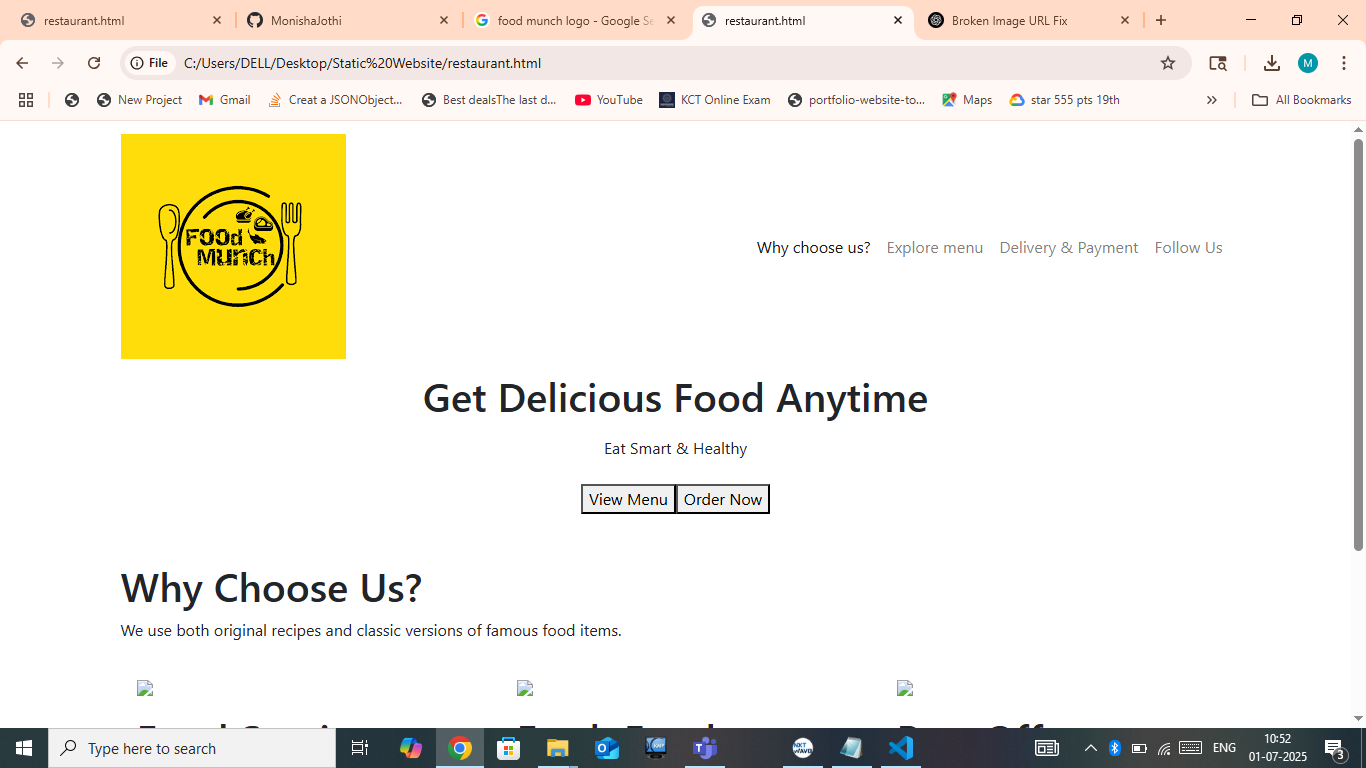 restaurant.html
MonishaJothi
food munch logo - Google Se
restaurant.html
Broken Image URL Fix
File
C:/Users/DELL/Desktop/Static%20Website/restaurant.html
M
New Project
Gmail
Creat a JSONObject...
Best dealsThe last d...
YouTube
KCT Online Exam
portfolio-website-to...
Maps
star 555 pts 19th
All Bookmarks
FOOd
Munch
Why choose us?
Explore menu
Delivery & Payment
Follow Us
Get Delicious Food Anytime
Eat Smart & Healthy
View Menu
Order Now
Why Choose Us?
We use both original recipes and classic versions of famous food items.
Type here to search
ENG
10:52
01-07-2025
3